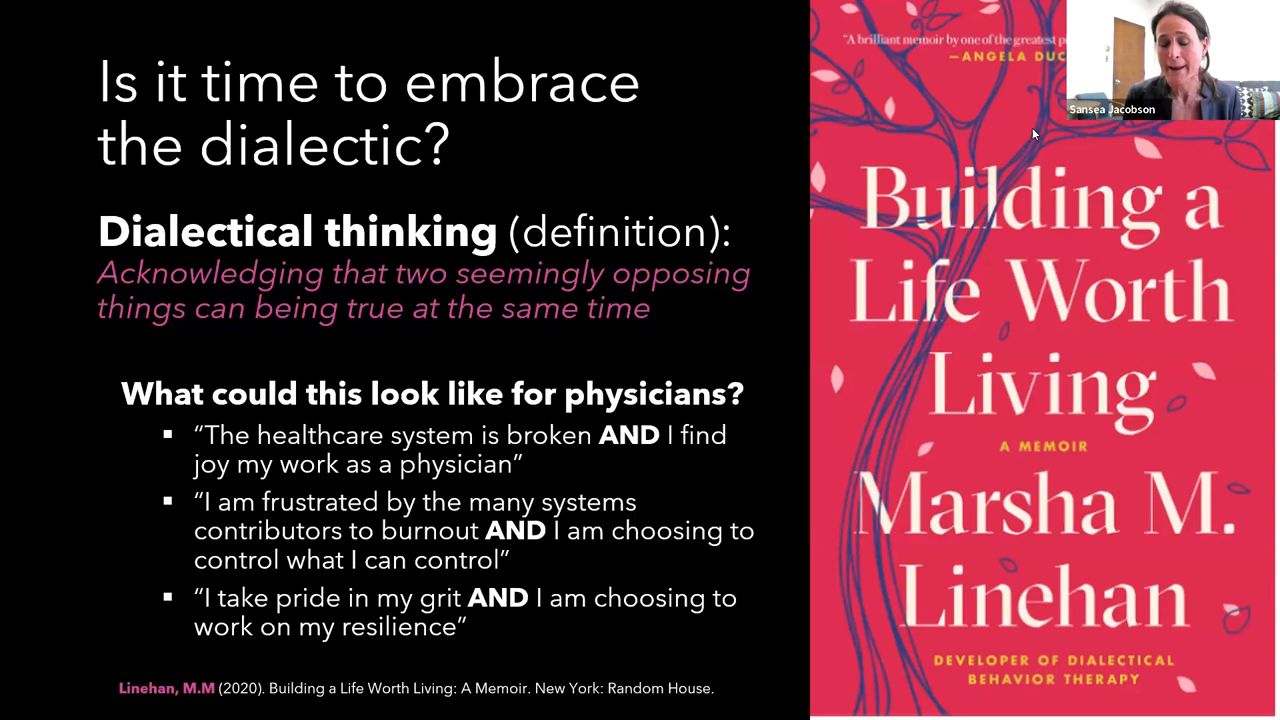 Is it time to embrace
the dialectic?
Dialectical thinking (definition):
Acknowledging that two seemingly opposing
things can being true at the same time
What could this look like for physicians?
▪ “The healthcare system is broken AND I find
joy my work as a physician”
▪ “I am frustrated by the many systems
contributors to burnout AND I am choosing to
control what I can control”
▪ “I take pride in my grit AND I am choosing to
work on my resilience”
Linehan, M.M (2020). Building a Life Worth Living: A Memoir. New York: Random House.
“A brilliant memoir by one of the greatest
—ANGELA DUC
Sansea Jacobson
Building a
Life Worth
Living
A MEMOIR
Marsha M.
Linehan
DEVELOPER OF DIALECTICAL
BEHAVIOR THERAPY